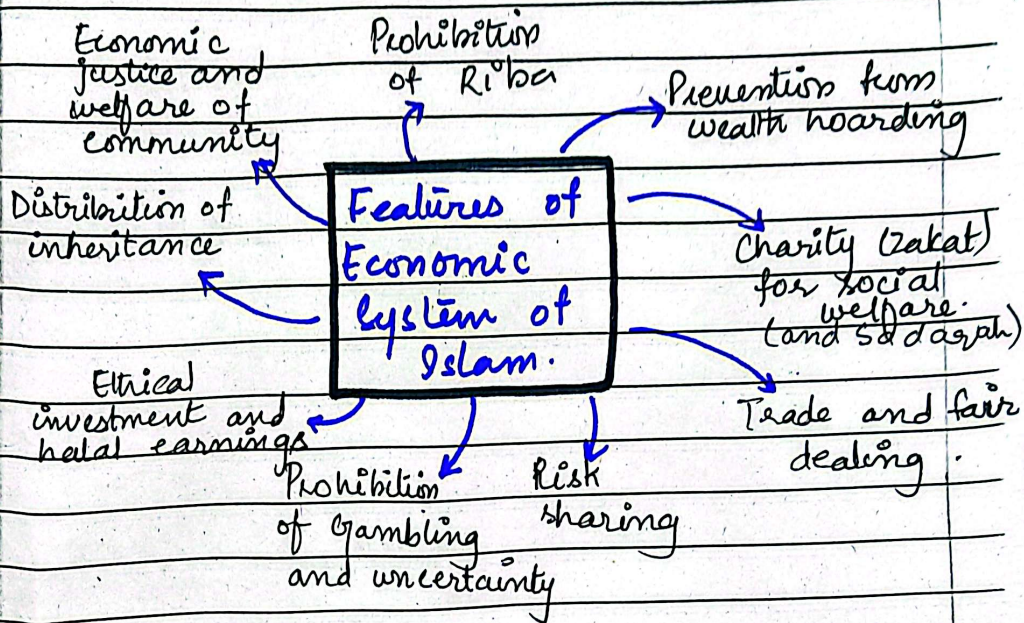 Economic
justice and
welfare of
community
Prohibition
of Riba
Prevention from
wealth hoarding
Features of
Economic
System of
Islam.
Distribution of
inheritance
Charity (Zakat)
for social
welfare.
(and Sadaqah)
Ethical
investment and
halal earnings
Trade and fair
dealing.
Prohibition
of Gambling
and uncertainty
Risk
sharing